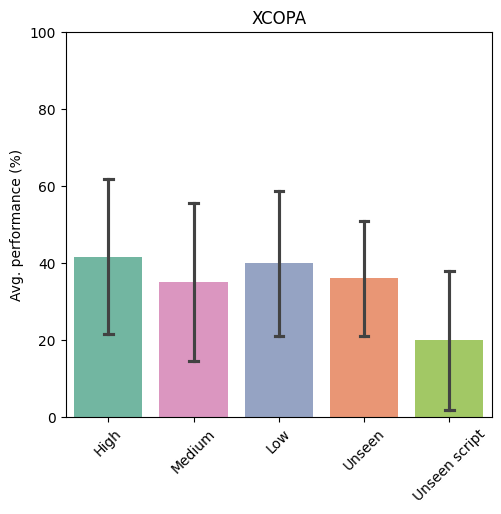 XCOPA
100
80
60
40
20
0
Avg. performance (%)
High
Medium
Low
Unseen
Unseen script